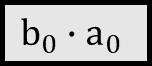 b₀ · a₀